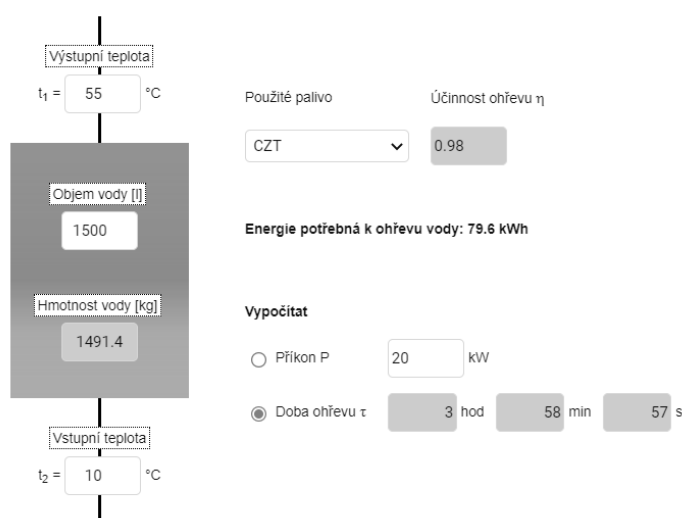 Výstupní teplota
t₁ = 55 °C
Použité palivo Účinnost ohřevu η
CZT 0.98
Objem vody [l]
1500
Energie potřebná k ohřevu vody: 79.6 kWh
Hmotnost vody [kg]
1491.4
Vypočítat
Příkon P 20 kW
Doba ohřevu τ 3 hod 58 min 57 s
Vstupní teplota
t₂ = 10 °C